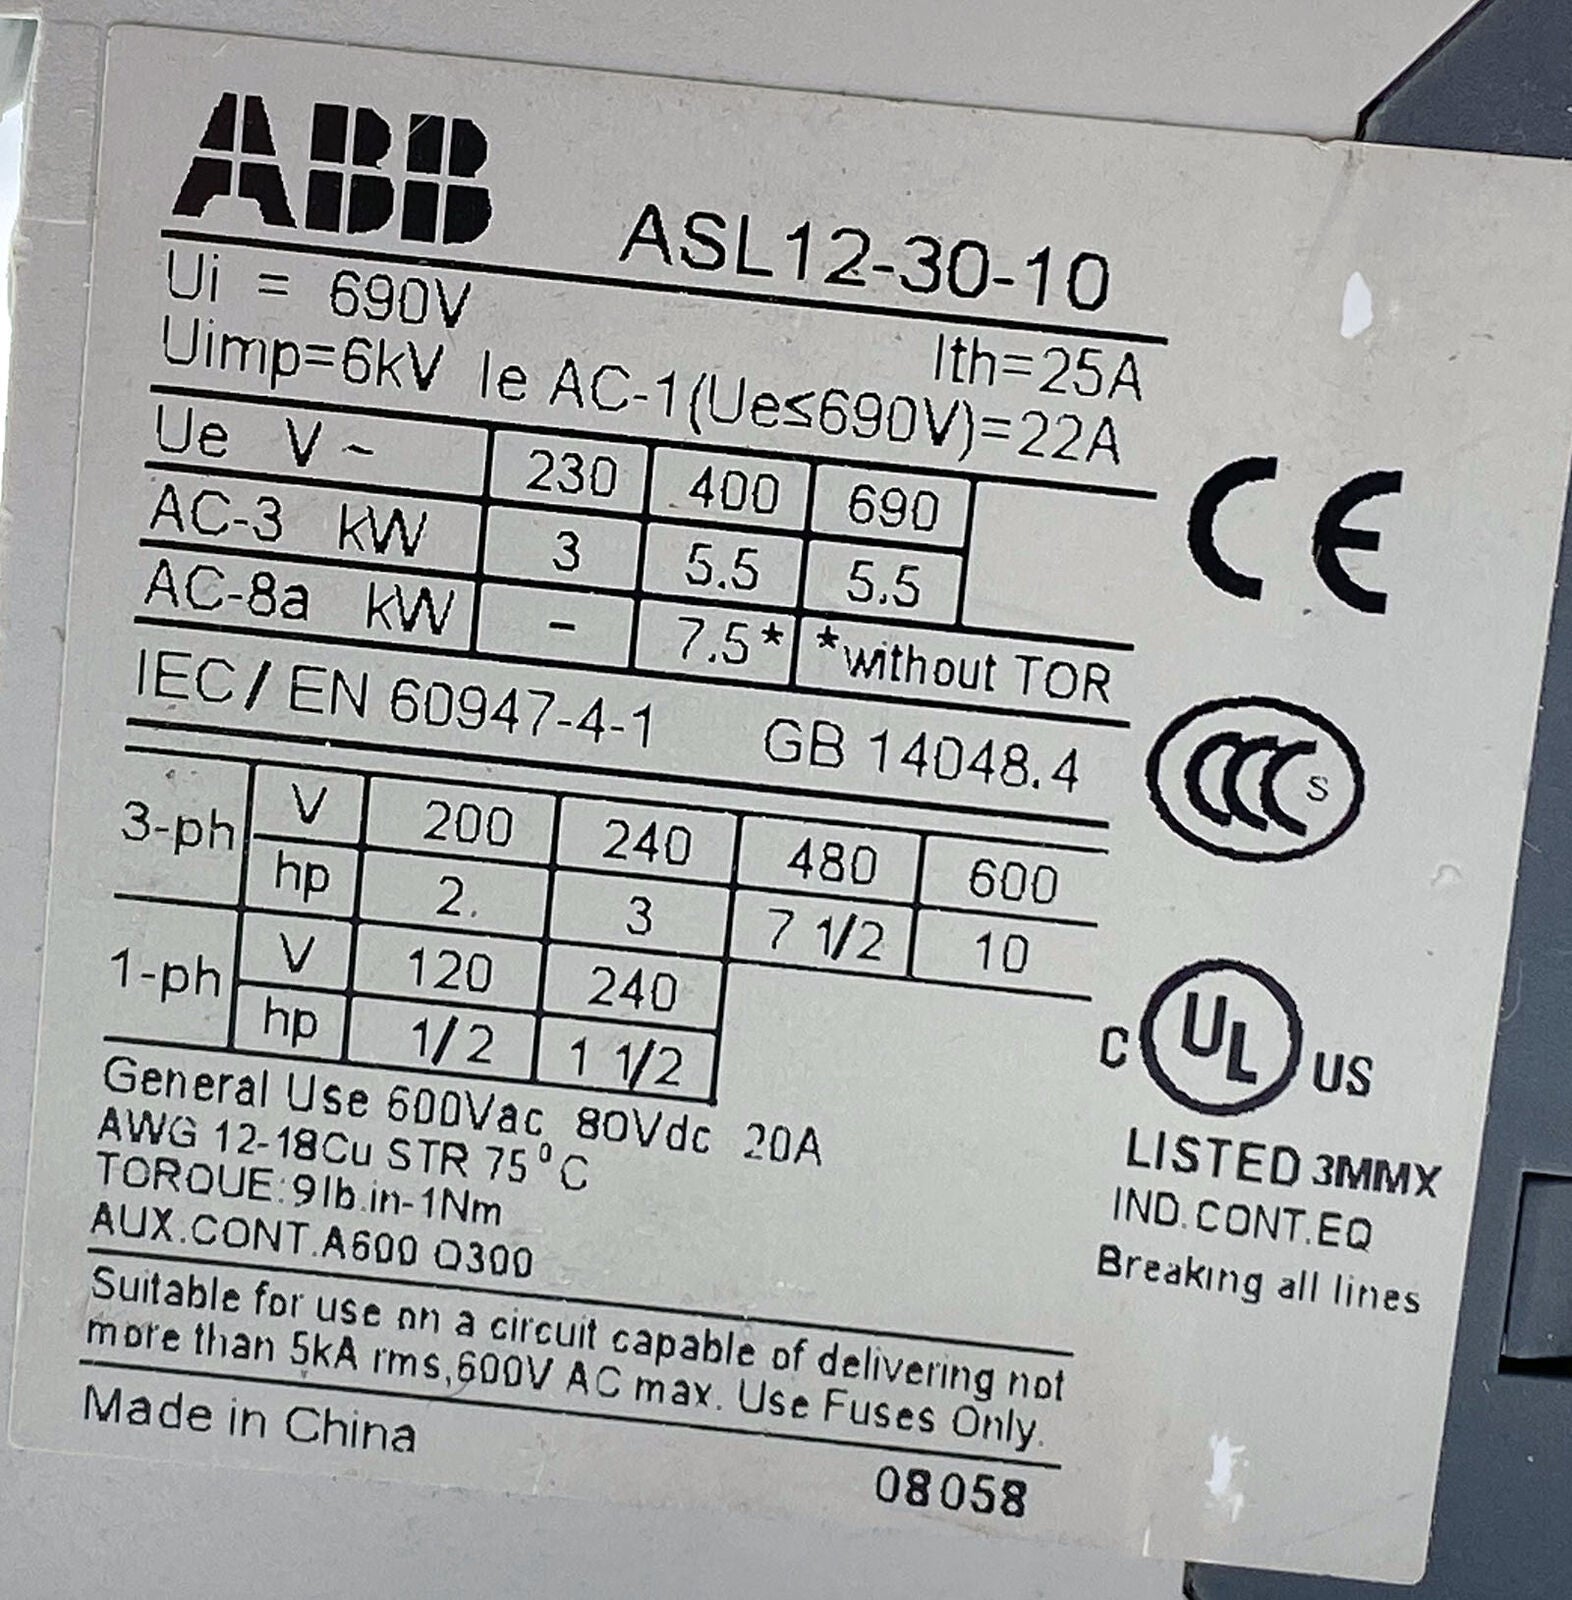 ABB ASL12-30-10
Ui = 690V Ith=25A
Uimp=6kV Ie AC-1(Ue≤690V)=22A
Ue V~ 230 400 690
AC-3 kW 3 5.5 5.5
AC-8a kW - 7.5* *without TOR
IEC/EN 60947-4-1 GB 14048.4
3-ph V 200 240 480 600
hp 2. 3 7 1/2 10
1-ph V 120 240
hp 1/2 1 1/2
General Use 600Vac 80Vdc 20A
AWG 12-18Cu STR 75°C
TORQUE:9lb.in-1Nm
AUX.CONT.A600 Q300
Suitable for use on a circuit capable of delivering not
more than 5kA rms,600V AC max. Use Fuses Only.
Made in China
08058
CE
CCC S
C UL US
LISTED 3MMX
IND.CONT.EQ
Breaking all lines